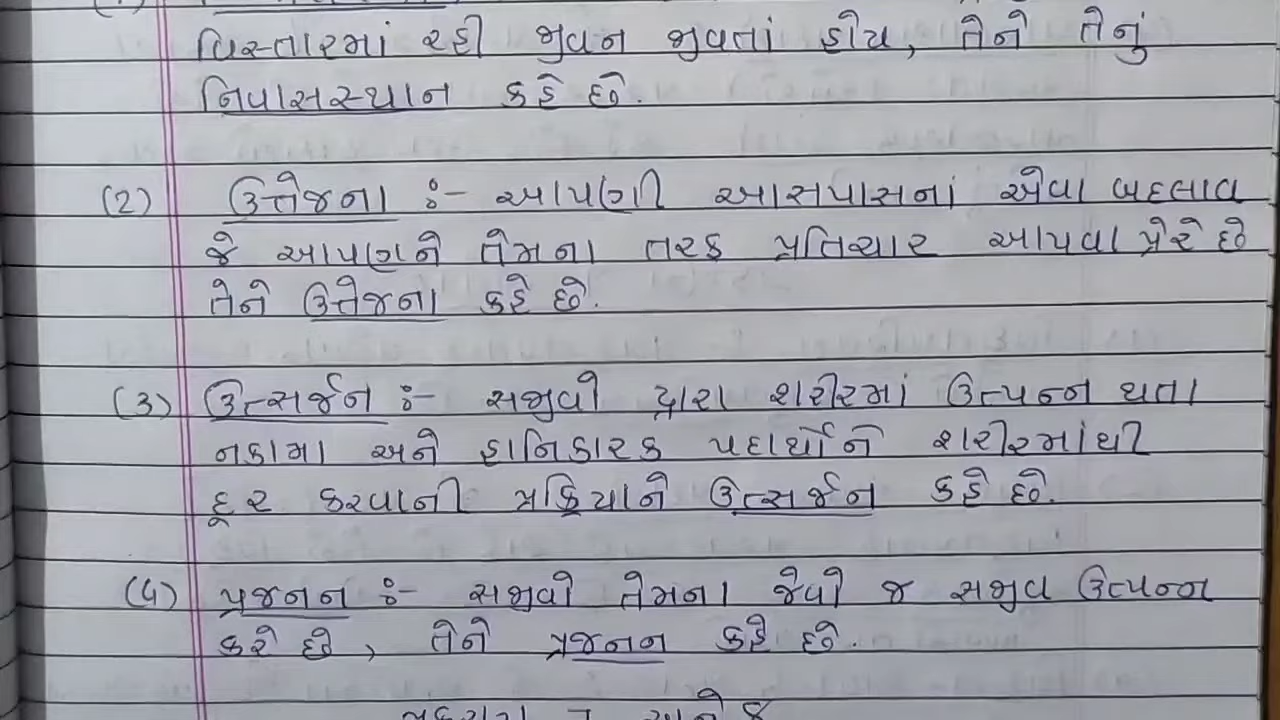 વિસ્તારમાં રહી જીવન જીવતાં હોય, તેને તેનું
નિવાસસ્થાન કહે છે.
(2) ઉત્તેજના :- આપણી આસપાસનાં એવા બદલાવ
જે આપણને તેમના તરફ પ્રતિચાર આપવા પ્રેરે છે
તેને ઉત્તેજના કહે છે.
(3) ઉત્સર્જન :- સજીવો દ્વારા શરીરમાં ઉત્પન્ન થતા
નકામા અને હાનિકારક પદાર્થોને શરીરમાંથી
દૂર કરવાની પ્રક્રિયાને ઉત્સર્જન કહે છે.
(4) પ્રજનન :- સજીવો તેમના જેવો જ સજીવ ઉત્પન્ન
કરે છે, તેને પ્રજનન કહે છે.